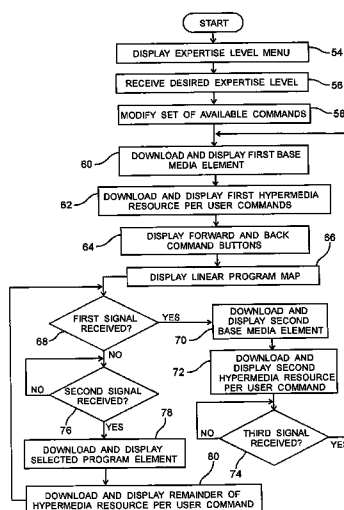 START
DISPLAY EXPERTISE LEVEL MENU
54
RECEIVE DESIRED EXPERTISE LEVEL
56
MODIFY SET OF AVAILABLE COMMANDS
58
60
DOWNLOAD AND DISPLAY FIRST BASE
MEDIA ELEMENT
62
DOWNLOAD AND DISPLAY FIRST HYPERMEDIA
RESOURCE PER USER COMMANDS
64
DISPLAY FORWARD AND BACK
COMMAND BUTTONS
66
DISPLAY LINEAR PROGRAM MAP
FIRST SIGNAL
RECEIVED?
YES
68
NO
DOWNLOAD AND
DISPLAY SECOND
BASE MEDIA ELEMENT
70
DOWNLOAD AND
DISPLAY SECOND
HYPERMEDIA RESOURCE
PER USER COMMAND
72
SECOND SIGNAL
RECEIVED?
NO
76
YES
THIRD SIGNAL
RECEIVED?
NO
YES
74
78
DOWNLOAD AND DISPLAY
SELECTED PROGRAM ELEMENT
80
DOWNLOAD AND DISPLAY REMAINDER OF
HYPERMEDIA RESOURCE PER USER COMMAND